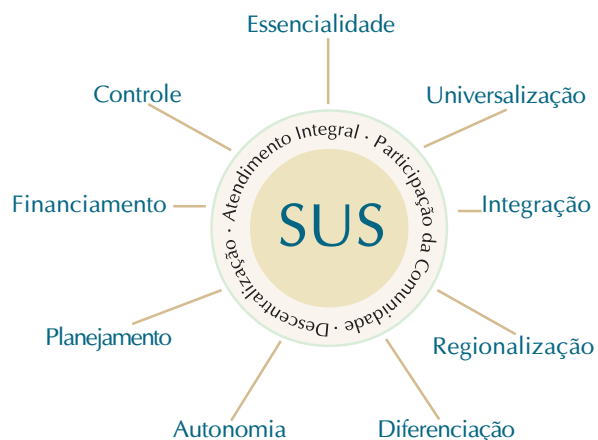 Essencialidade
Controle
Universalização
Atendimento Integral · Participação da Comunidade · Descentralização ·
Financiamento
SUS
Integração
Planejamento
Regionalização
Autonomia
Diferenciação